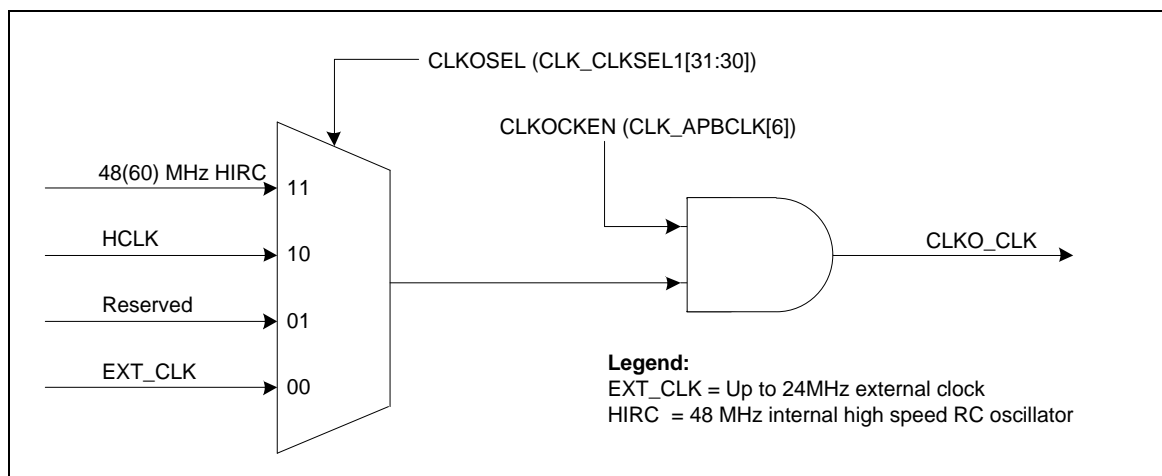 CLKOSEL (CLK_CLKSEL1[31:30])
CLKOCKEN (CLK_APBCLK[6])
48(60) MHz HIRC
11
HCLK
10
CLKO_CLK
Reserved
01
EXT_CLK
00
Legend:
EXT_CLK = Up to 24MHz external clock
HIRC = 48 MHz internal high speed RC oscillator